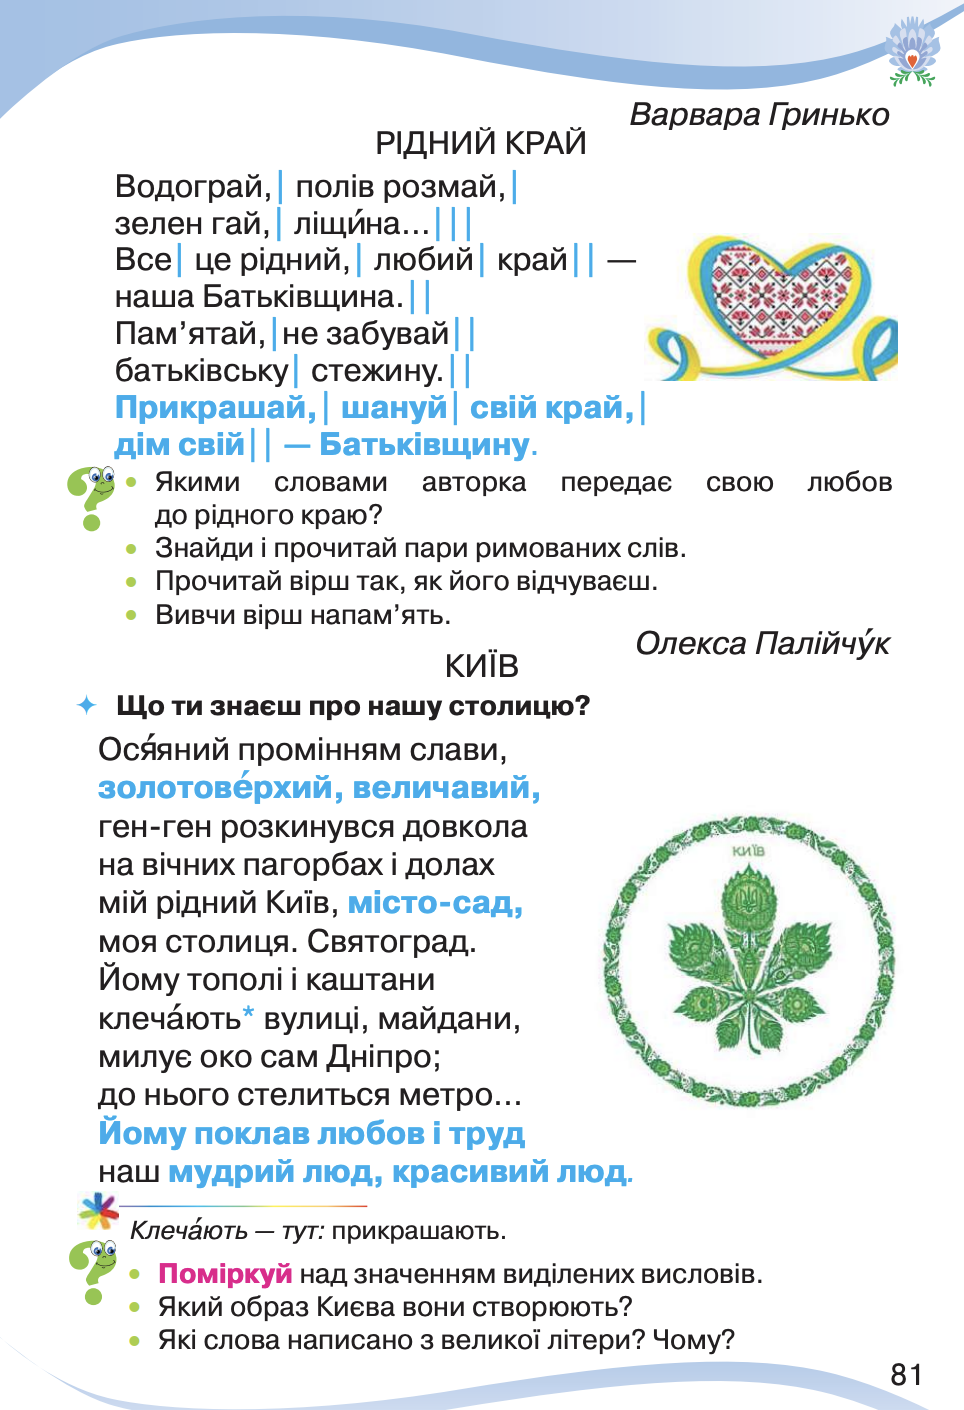 Варвара Гринько
РІДНИЙ КРАЙ
Водограй,| полів розмай,|
зелен гай,| ліщи́на...|||
Все| це рідний,| любий| край|| —
наша Батьківщина.||
Пам’ятай,|не забувай||
батьківську| стежину.||
Прикрашай,| шануй| свій край,|
дім свій|| — Батьківщину.
• Якими словами авторка передає свою любов
до рідного краю?
• Знайди і прочитай пари римованих слів.
• Прочитай вірш так, як його відчуваєш.
• Вивчи вірш напам’ять.
Олекса Палійчу́к
КИЇВ
Що ти знаєш про нашу столицю?
Ося́яний промінням слави,
золотове́рхий, величавий,
ген-ген розкинувся довкола
на вічних пагорбах і долах
мій рідний Київ, місто-сад,
моя столиця. Святоград.
Йому тополі і каштани
клеча́ють* вулиці, майдани,
милує око сам Дніпро;
до нього стелиться метро...
Йому поклав любов і труд
наш мудрий люд, красивий люд.
КИЇВ
Клеча́ють — тут: прикрашають.
• Поміркуй над значенням виділених висловів.
• Який образ Києва вони створюють?
• Які слова написано з великої літери? Чому?
81